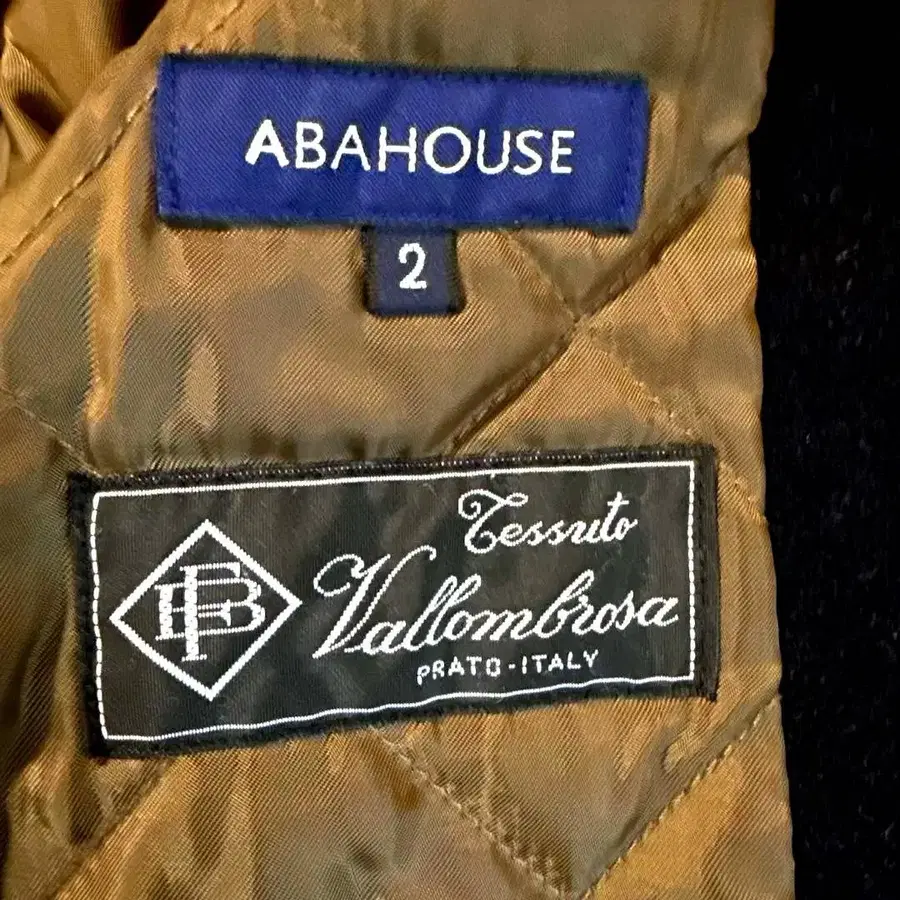 ABAHOUSE
2
Tessuto
Vallombrosa
PRATO-ITALY